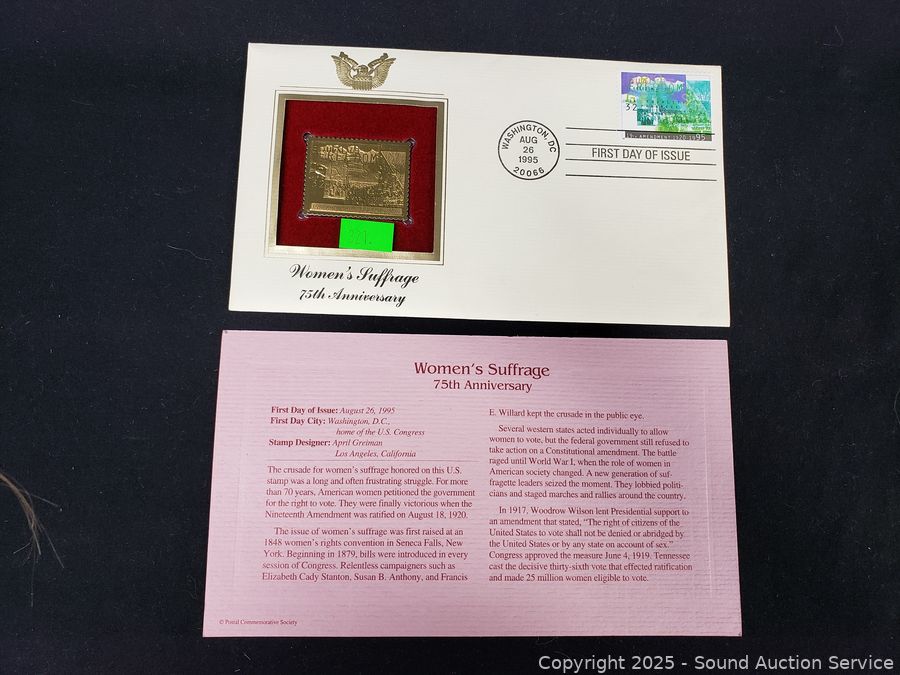 WASHINGTON, DC
AUG
26
1995
20066
FIRST DAY OF ISSUE
32
Women's Suffrage
75th Anniversary
Women's Suffrage
75th Anniversary
First Day of Issue: August 26, 1995
First Day City: Washington, D.C.,
home of the U.S. Congress
Stamp Designer: April Greiman
Los Angeles, California
The crusade for women's suffrage honored on this U.S.
stamp was a long and often frustrating struggle. For more
than 70 years, American women petitioned the government
for the right to vote. They were finally victorious when the
Nineteenth Amendment was ratified on August 18, 1920.
The issue of women's suffrage was first raised at an
1848 women's rights convention in Seneca Falls, New
York. Beginning in 1879, bills were introduced in every
session of Congress. Relentless campaigners such as
Elizabeth Cady Stanton, Susan B. Anthony, and Francis
E. Willard kept the crusade in the public eye.
Several western states acted individually to allow
women to vote, but the federal government still refused to
take action on a Constitutional amendment. The battle
raged until World War I, when the role of women in
American society changed. A new generation of suf-
fragette leaders seized the moment. They lobbied politi-
cians and staged marches and rallies around the country.
In 1917, Woodrow Wilson lent Presidential support to
an amendment that stated, "The right of citizens of the
United States to vote shall not be denied or abridged by
the United States or by any state on account of sex."
Congress approved the measure June 4, 1919. Tennessee
cast the decisive thirty-sixth vote that effected ratification
and made 25 million women eligible to vote.
© Postal Commemorative Society
Copyright 2025 - Sound Auction Service